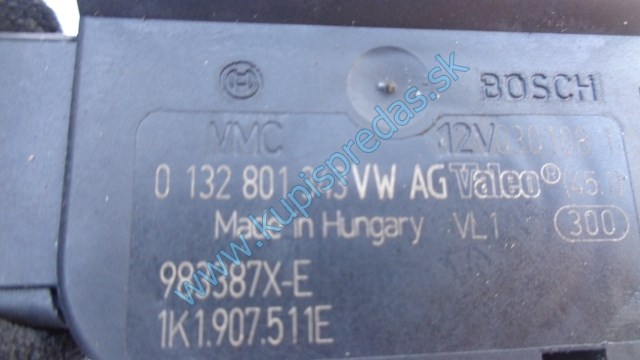 BOSCH
VMC 12V
0 132 801 VW AG Valeo®
Made in Hungary VL1 300
983387X-E
1K1.907.511E
www.kupispredas.sk